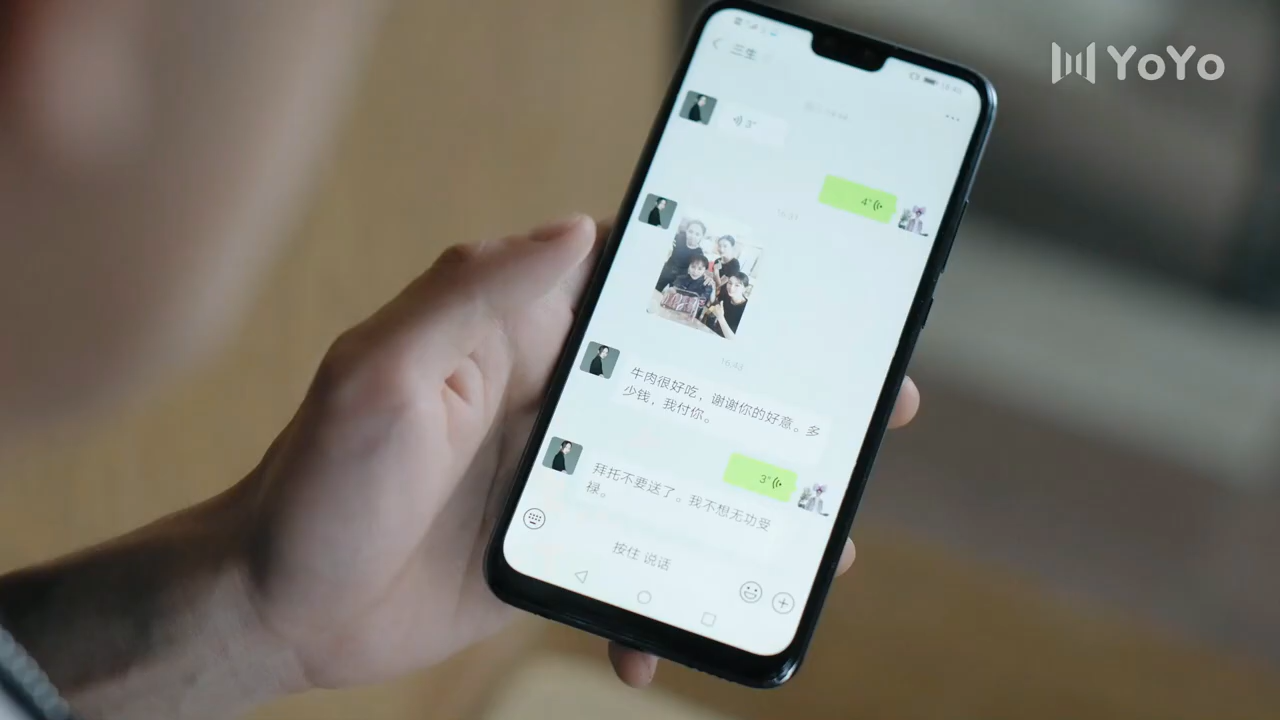 YoYo
三生
3"
4"
16:43
牛肉很好吃，谢谢你的好意。多
少钱，我付你。
3"
拜托不要送了。我不想无功受
禄。
按住 说话